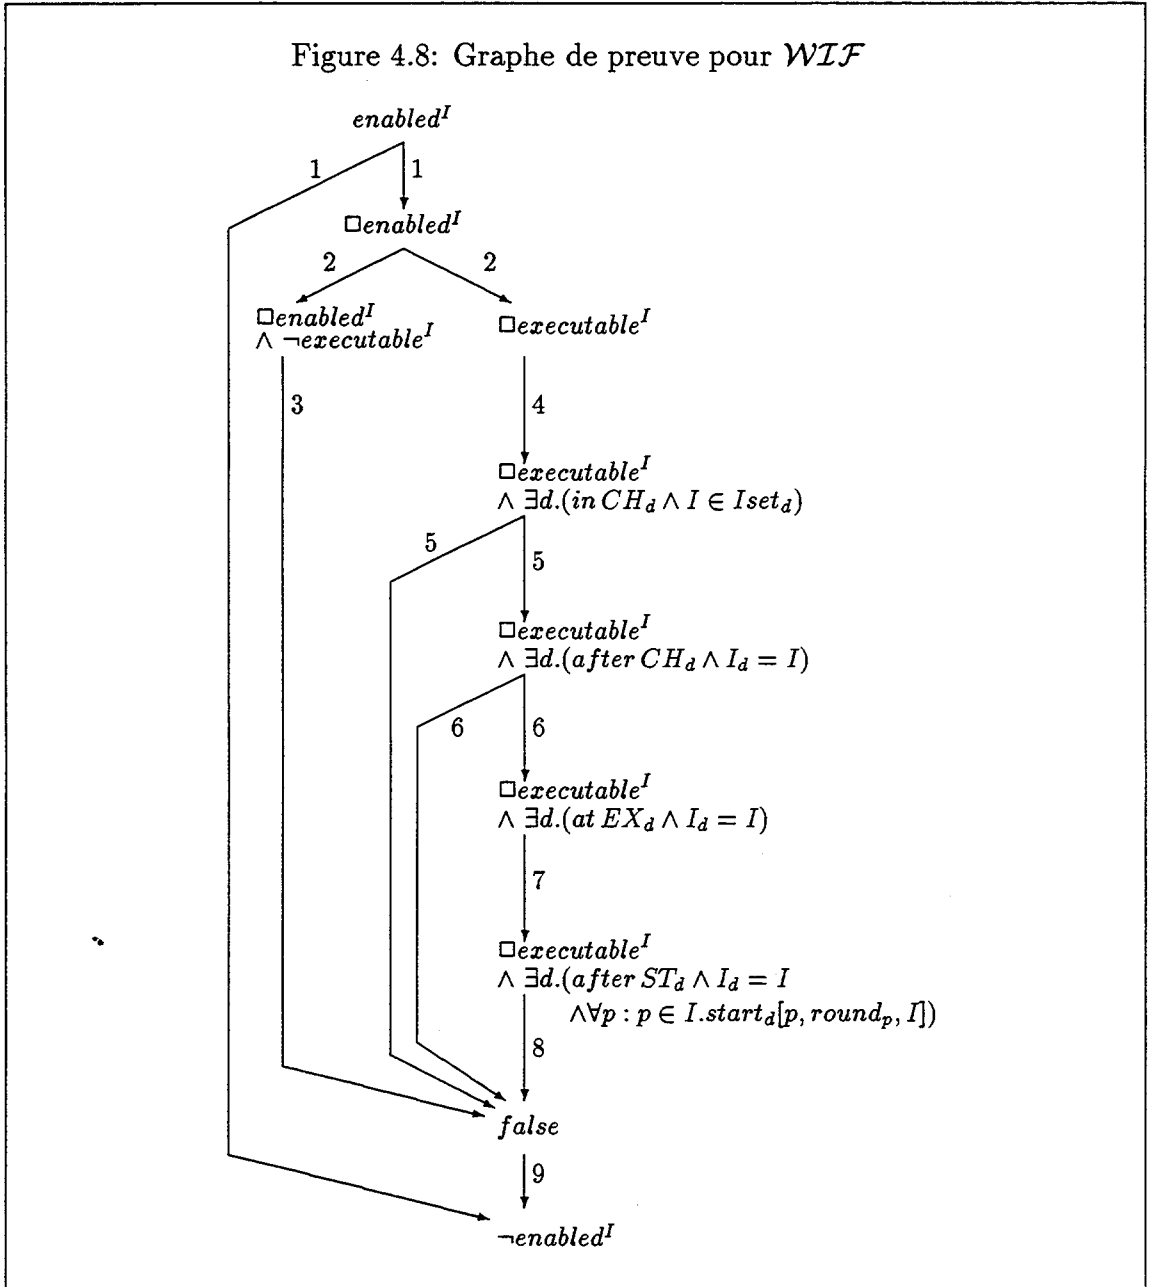 Figure 4.8: Graphe de preuve pour 𝒲ℐℱ
enabled^I
1 1
□enabled^I
2 2
□enabled^I
∧ ¬executable^I
□executable^I
3
4
□executable^I
∧ ∃d.(in CH_d ∧ I ∈ Iset_d)
5 5
□executable^I
∧ ∃d.(after CH_d ∧ I_d = I)
6 6
□executable^I
∧ ∃d.(at EX_d ∧ I_d = I)
7
□executable^I
∧ ∃d.(after ST_d ∧ I_d = I
∧∀p : p ∈ I.start_d[p, round_p, I])
8
false
9
¬enabled^I